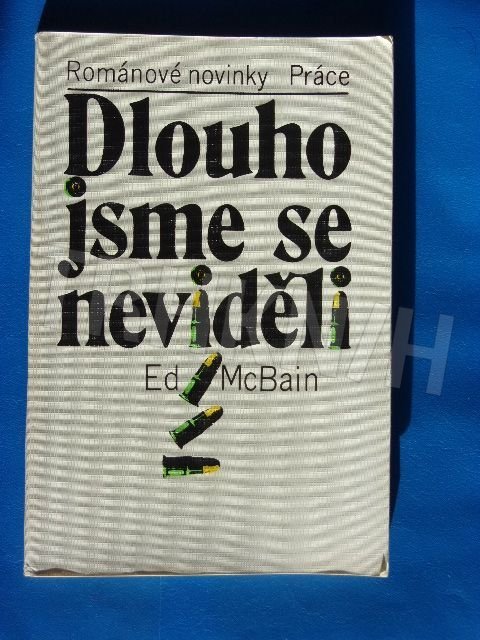 Románové novinky Práce
Dlouho
jsme se
neviděli
Ed McBain